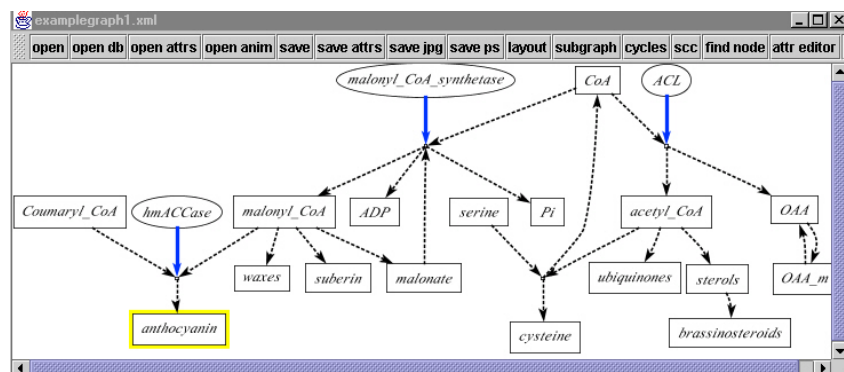 examplegraph1.xml
open open db open attrs open anim save save attrs save jpg save ps layout subgraph cycles scc find node attr editor
malonyl_CoA_synthetase CoA ACL
Coumaryl_CoA hmACCase malonyl_CoA ADP serine Pi acetyl_CoA OAA
waxes suberin malonate ubiquinones sterols OAA_m
anthocyanin cysteine brassinosteroids